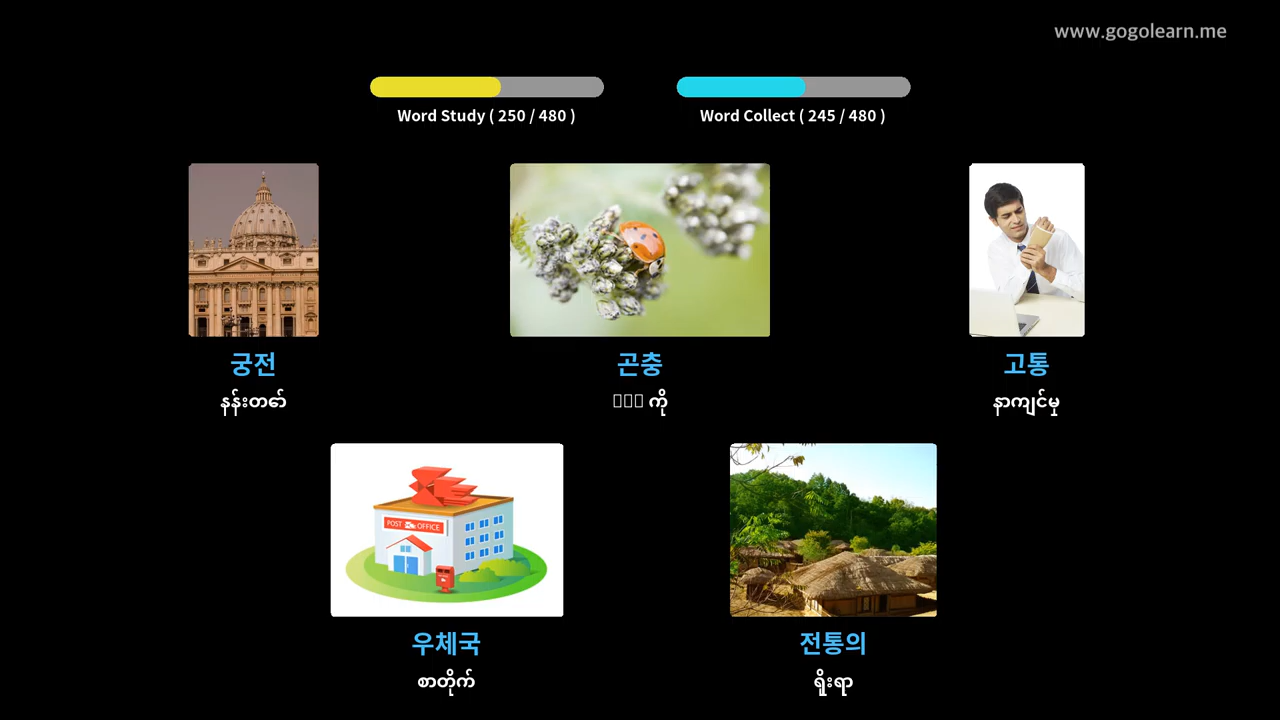 www.gogolearn.me
Word Study ( 250 / 480 )
Word Collect ( 245 / 480 )
궁전
곤충
고통
နန်းတော်
ကို
နာကျင်မှု
POST OFFICE
우체국
전통의
စာတိုက်
ရိုးရာ